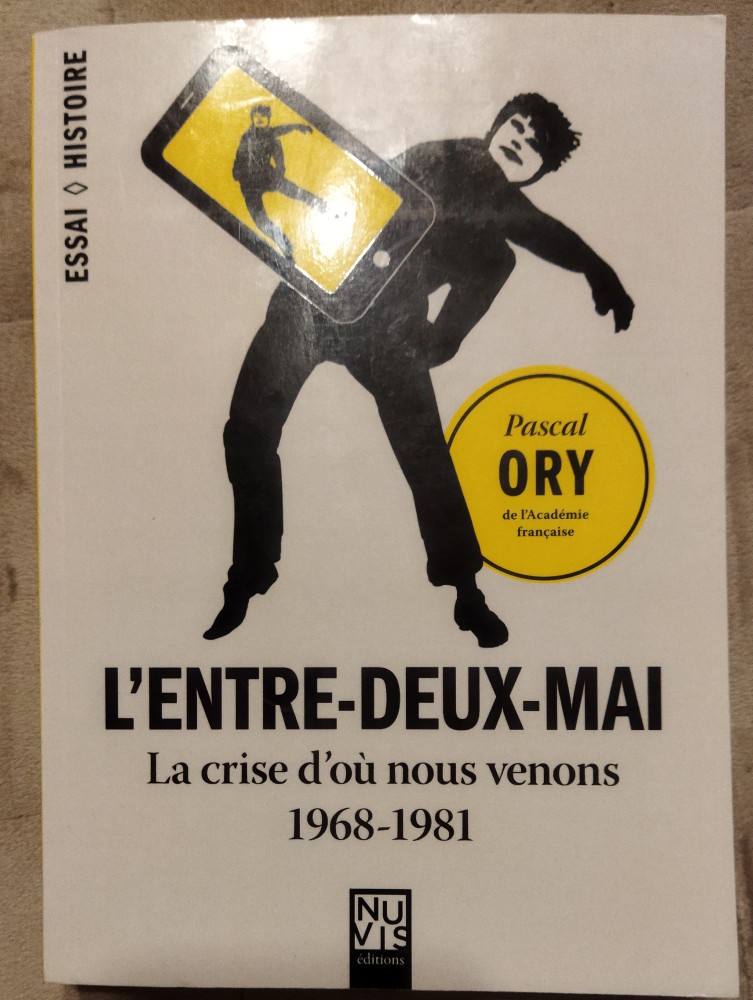 ESSAI ◊ HISTOIRE
Pascal
ORY
de l'Académie
française
L'ENTRE-DEUX-MAI
La crise d'où nous venons
1968-1981
NU
VIS
éditions